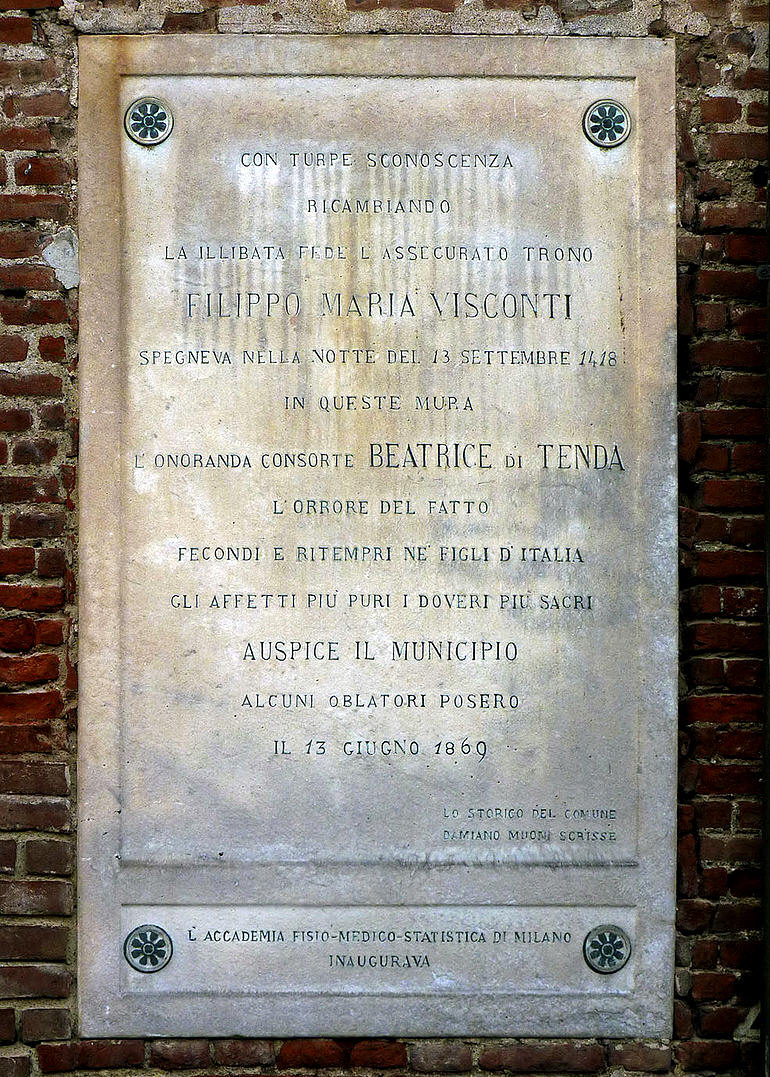 CON TURPE SCONOSCENZA
RICAMBIANDO
LA ILLIBATA FEDE L'ASSECURATO TRONO
FILIPPO MARIA VISCONTI
SPEGNEVA NELLA NOTTE DEL 13 SETTEMBRE 1418
IN QUESTE MURA
L'ONORANDA CONSORTE BEATRICE DI TENDA
L'ORRORE DEL FATTO
FECONDI E RITEMPRI NE' FIGLI D'ITALIA
GLI AFFETTI PIÙ PURI I DOVERI PIÙ SACRI
AUSPICE IL MUNICIPIO
ALCUNI OBLATORI POSERO
IL 13 GIUGNO 1869
LO STORICO DEL COMUNE
DAMIANO MUONI SCRISSE
L'ACCADEMIA FISIO-MEDICO-STATISTICA DI MILANO
INAUGURAVA